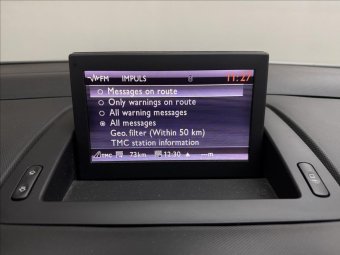 FM IMPULS 11:27
Messages on route
Only warnings on route
All warning messages
All messages
Geo. filter (Within 50 km)
TMC station information
TMC 73km 12:30 ---m